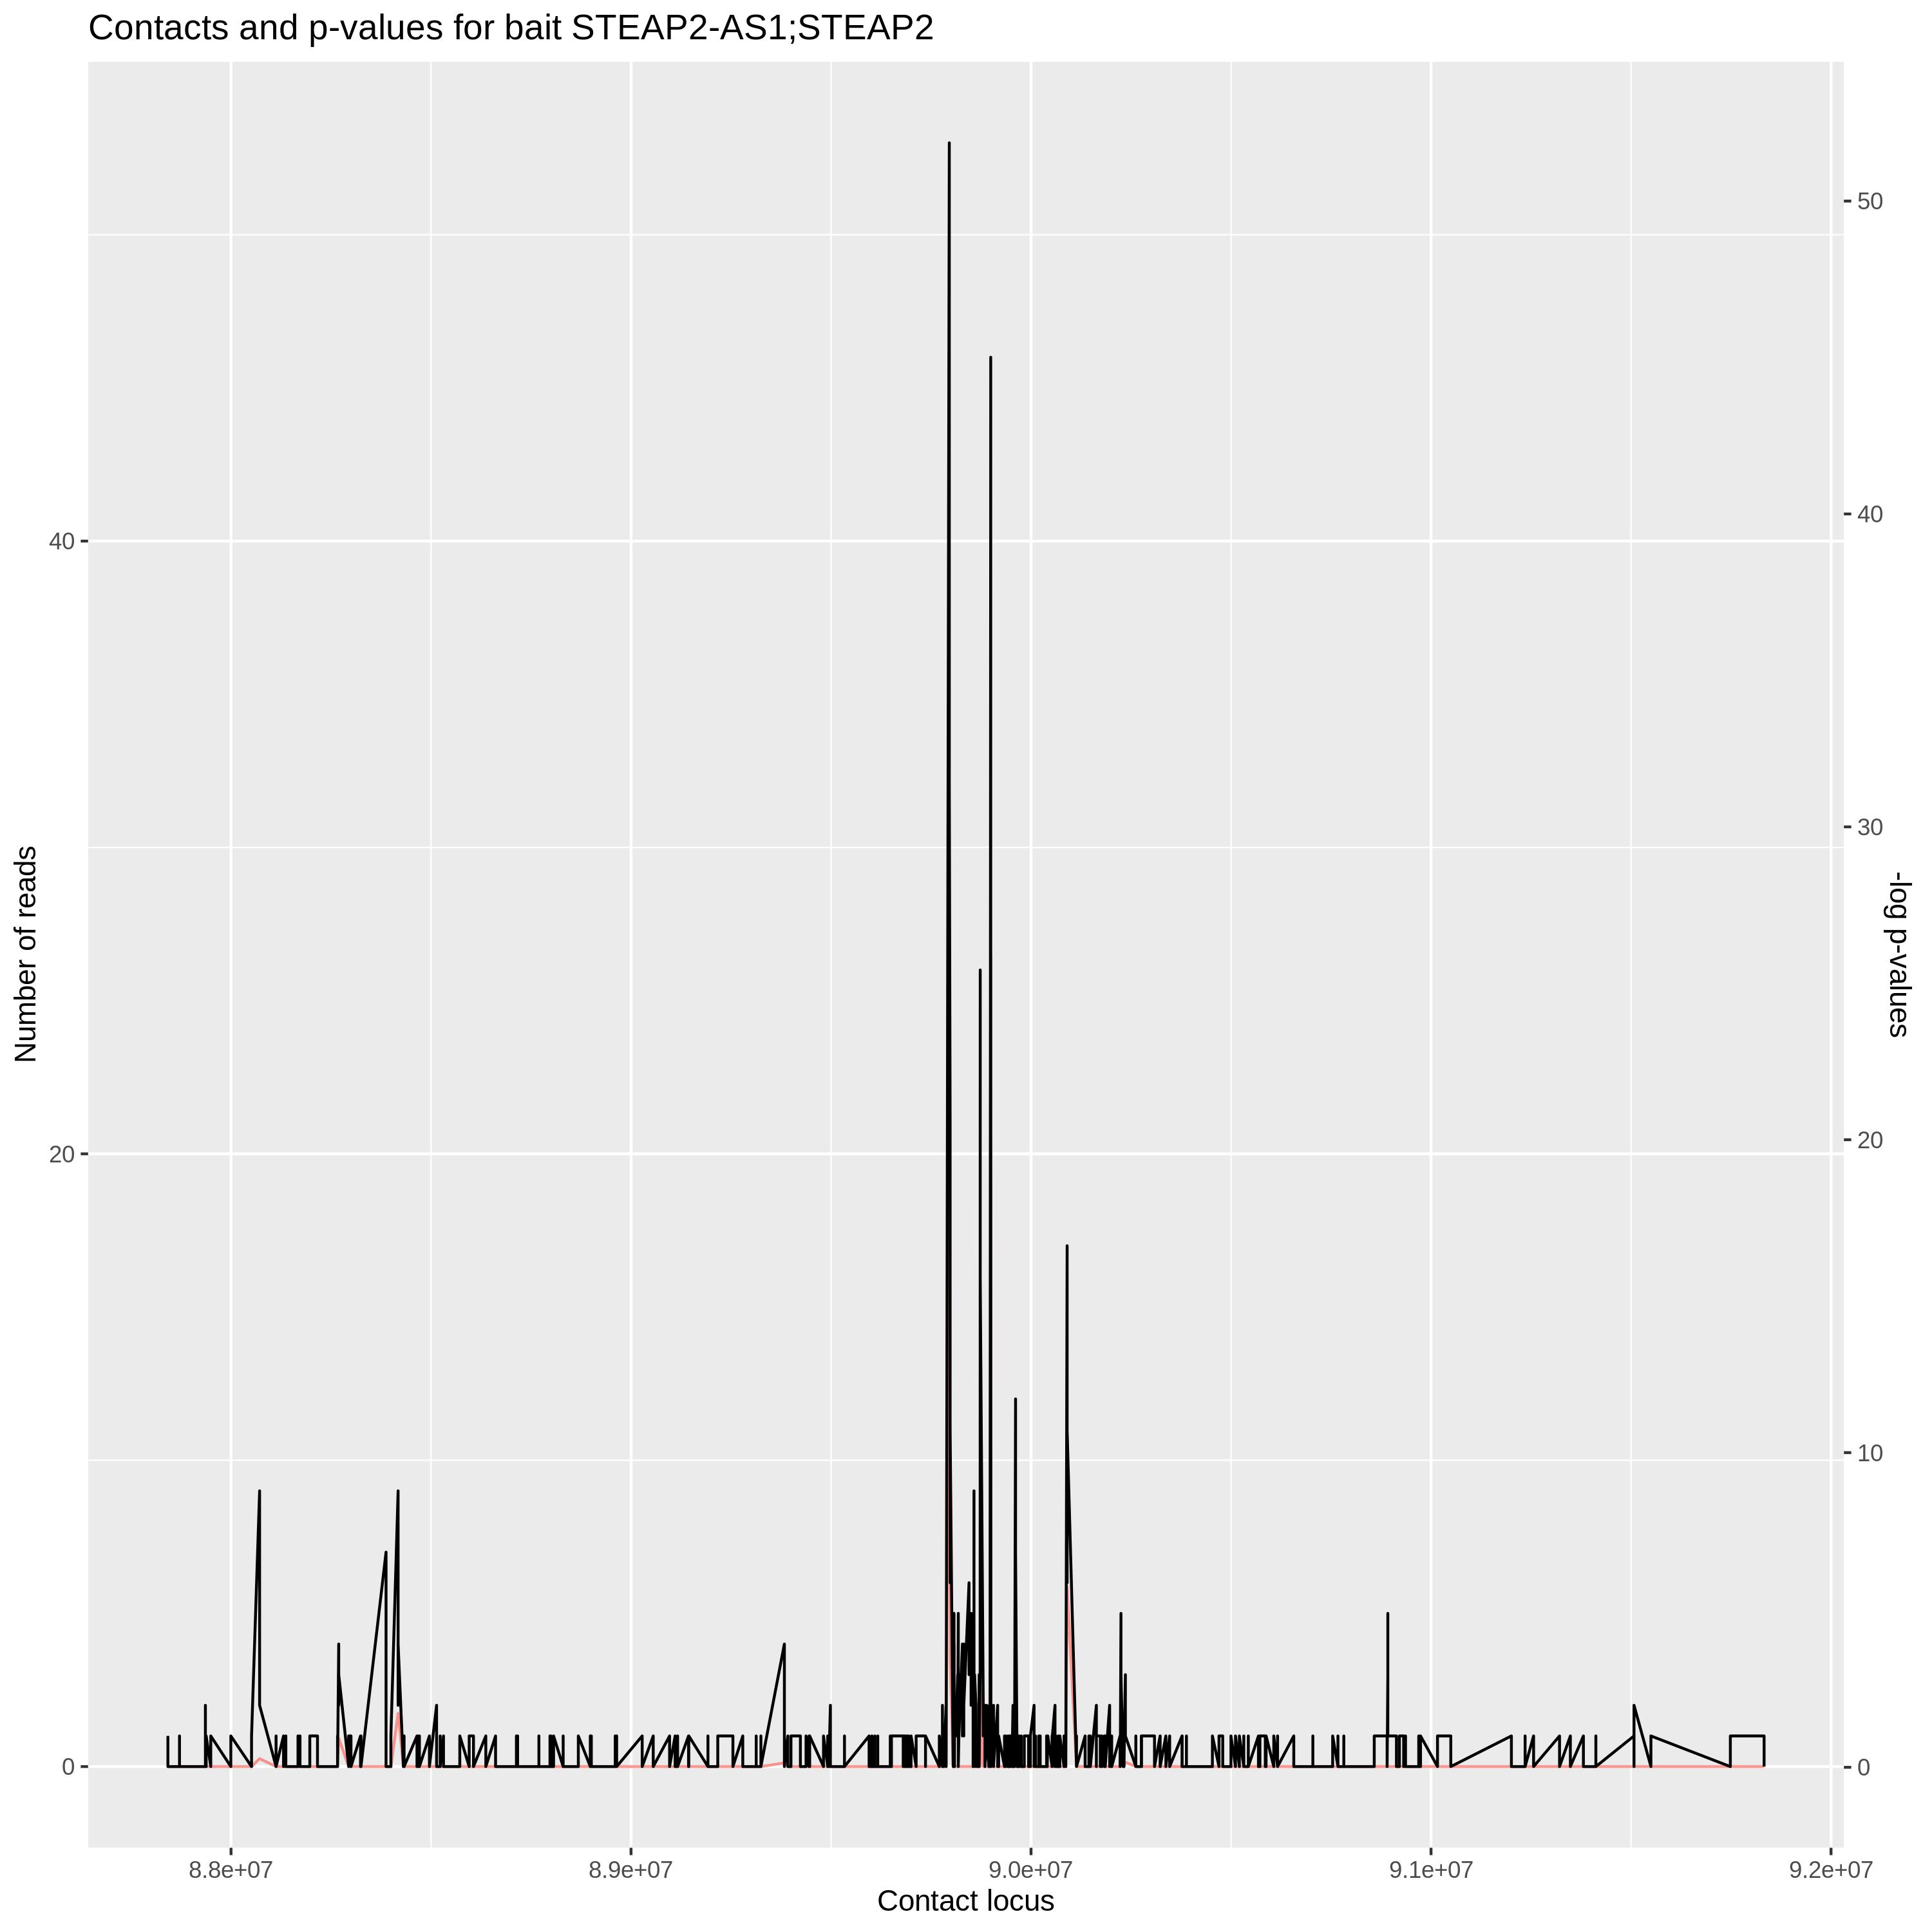 Contacts and p-values for bait STEAP2-AS1;STEAP2
Number of reads
40
20
0
50
40
30
20
10
0
-log p-values
8.8e+07
8.9e+07
9.0e+07
9.1e+07
9.2e+07
Contact locus